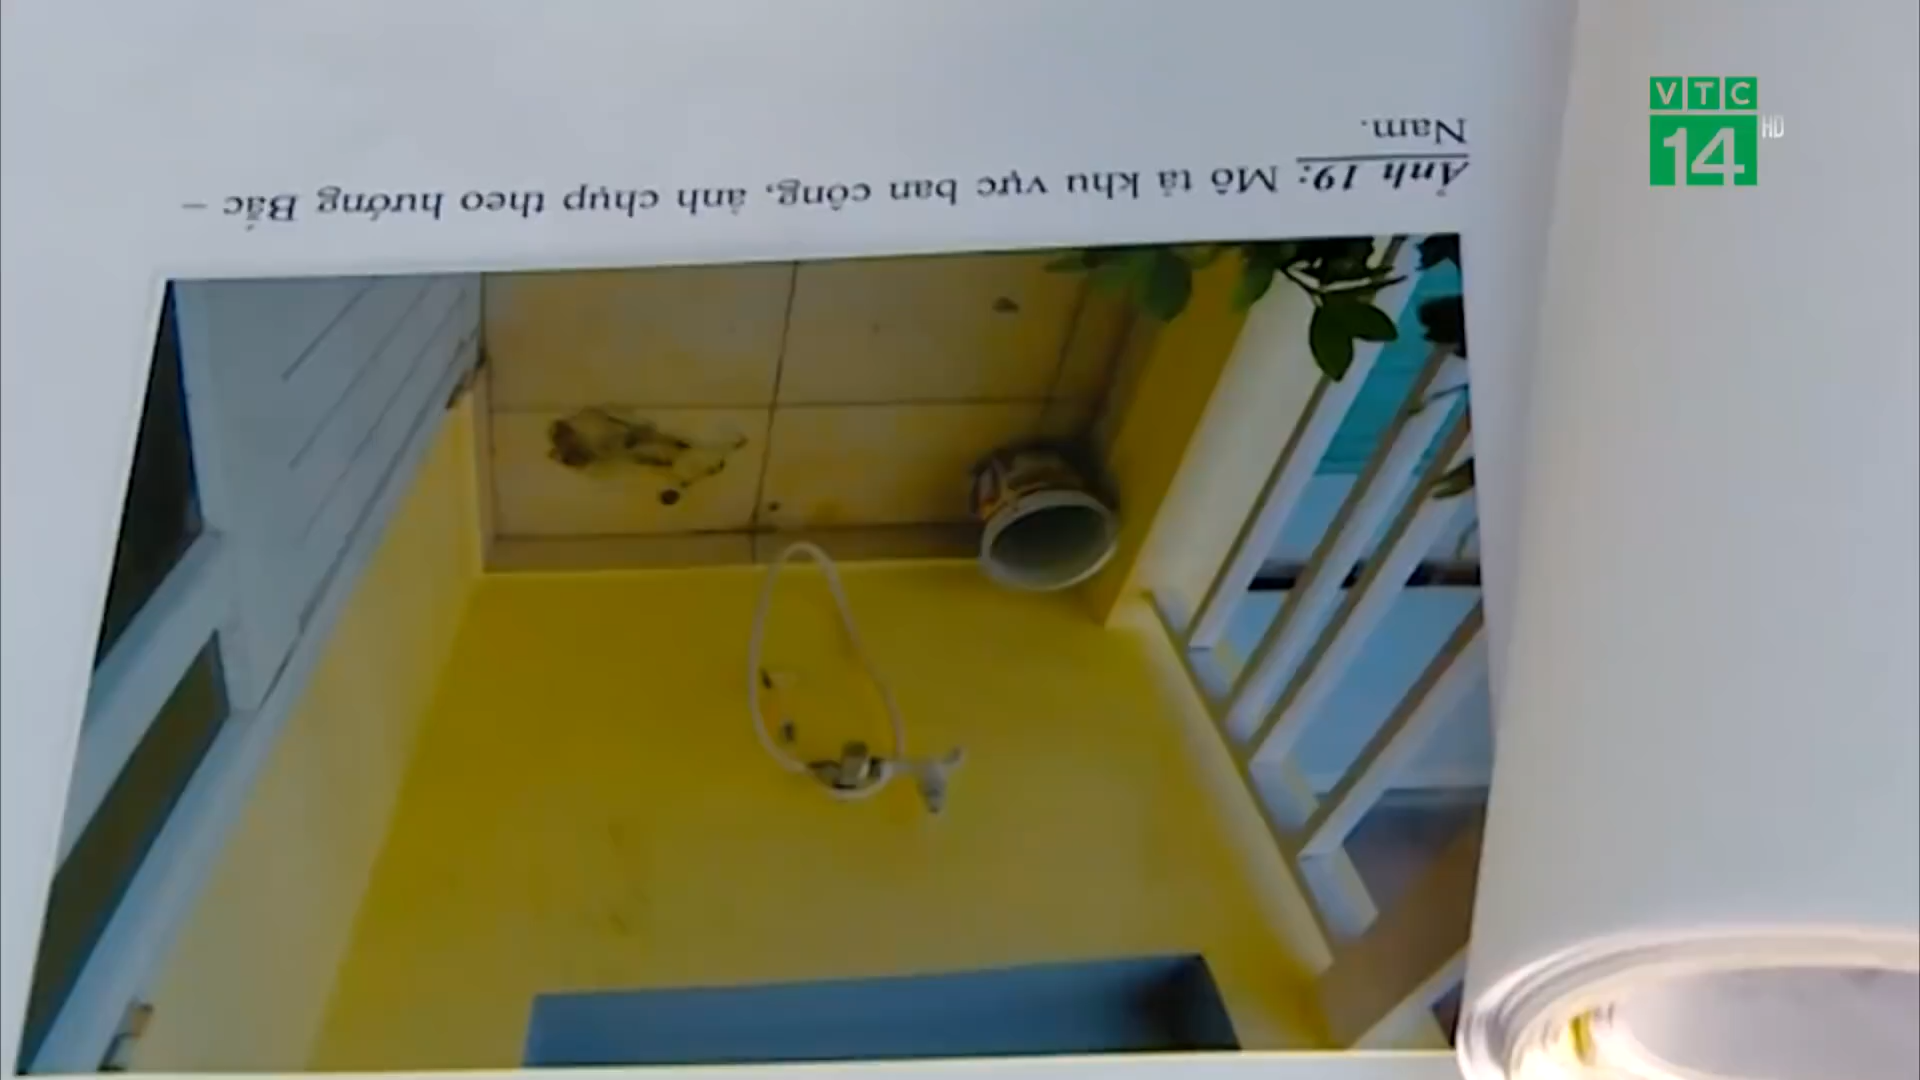 Ảnh 19: Mô tả khu vực ban công, ảnh chụp theo hướng Bắc –
Nam.
VTC
14
HD